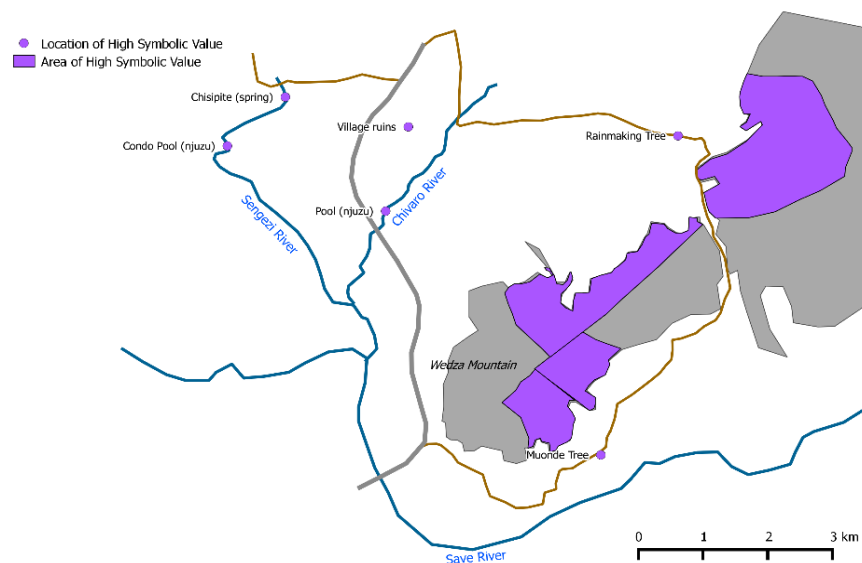 Location of High Symbolic Value
Area of High Symbolic Value
Chisipite (spring)
Village ruins
Rainmaking Tree
Condo Pool (njuzu)
Pool (njuzu)
Chivaro River
Sengezi River
Wedza Mountain
Muonde Tree
Save River
0 1 2 3 km